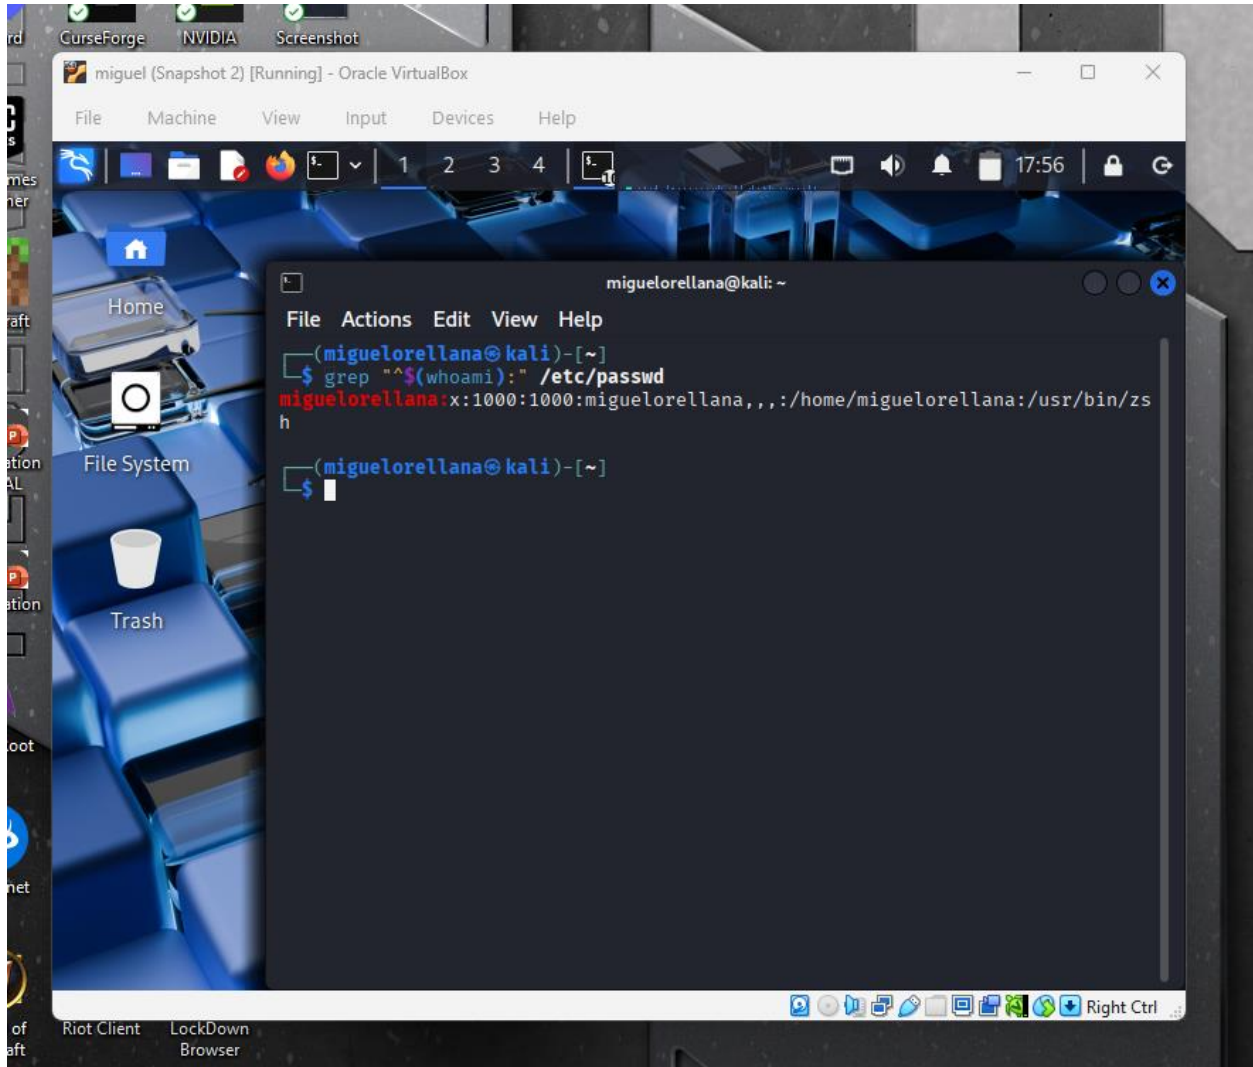 CurseForge NVIDIA Screenshot
miguel (Snapshot 2) [Running] - Oracle VirtualBox
File Machine View Input Devices Help
1 2 3 4 17:56
Home
miguelorellana@kali: ~
File Actions Edit View Help
┌──(miguelorellana㉿kali)-[~]
└─$ grep "^$(whoami):" /etc/passwd
miguelorellana:x:1000:1000:miguelorellana,,,:/home/miguelorellana:/usr/bin/zs
h
┌──(miguelorellana㉿kali)-[~]
└─$
File System
Trash
Right Ctrl
Riot Client LockDown
Browser